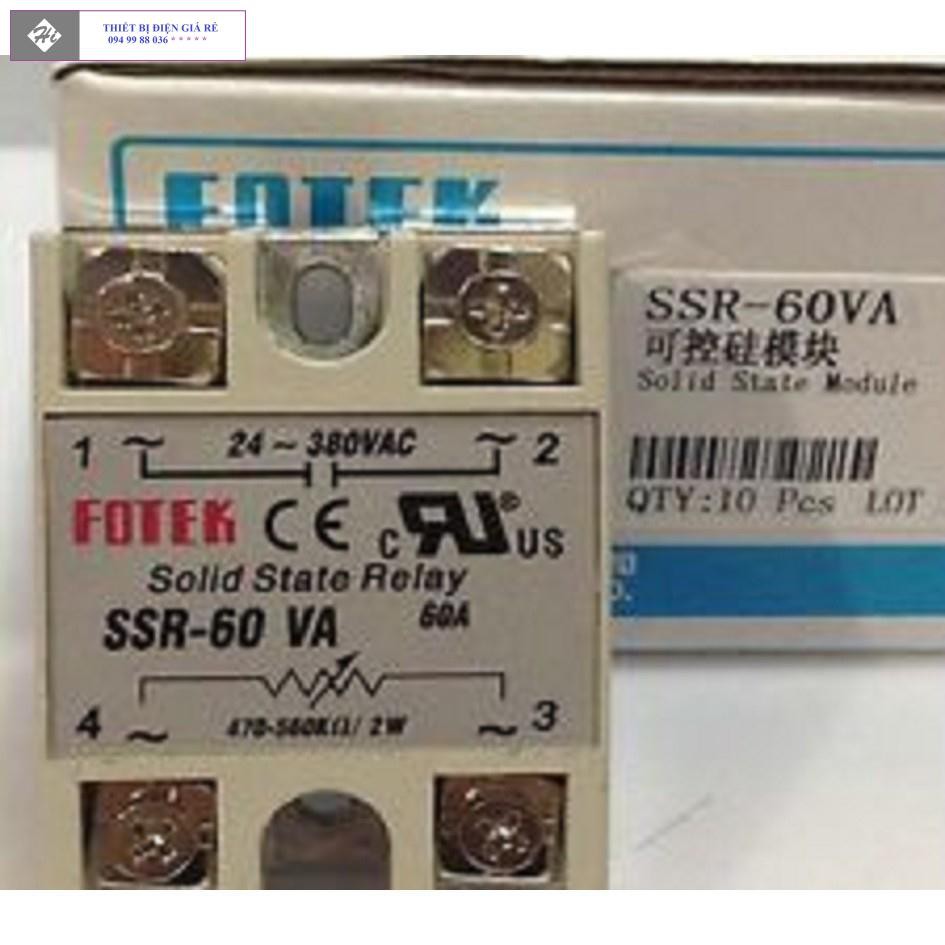 Ht
THIẾT BỊ ĐIỆN GIÁ RẺ
094 99 88 036 * * * * *
FOTEK
SSR-60VA
可控硅模块
Solid State Module
QTY:10 Pcs LOT
1 ~ 24 ~ 380VAC ~ 2
FOTEK CE c RU® US
Solid State Relay
SSR-60 VA 60A
4 ~ 470-560KΩ/ 2W ~ 3